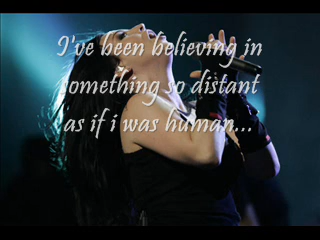 I've been believing in
something so distant
as if i was human...